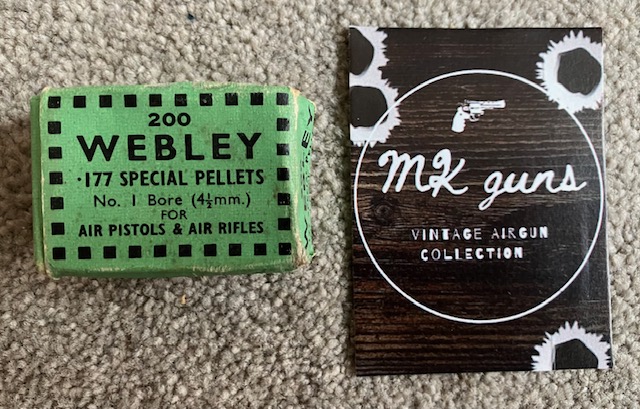 200
WEBLEY
·177 SPECIAL PELLETS
No. 1 Bore (4½mm.)
FOR
AIR PISTOLS & AIR RIFLES
MK guns
VINTAGE AIRGUN
COLLECTION